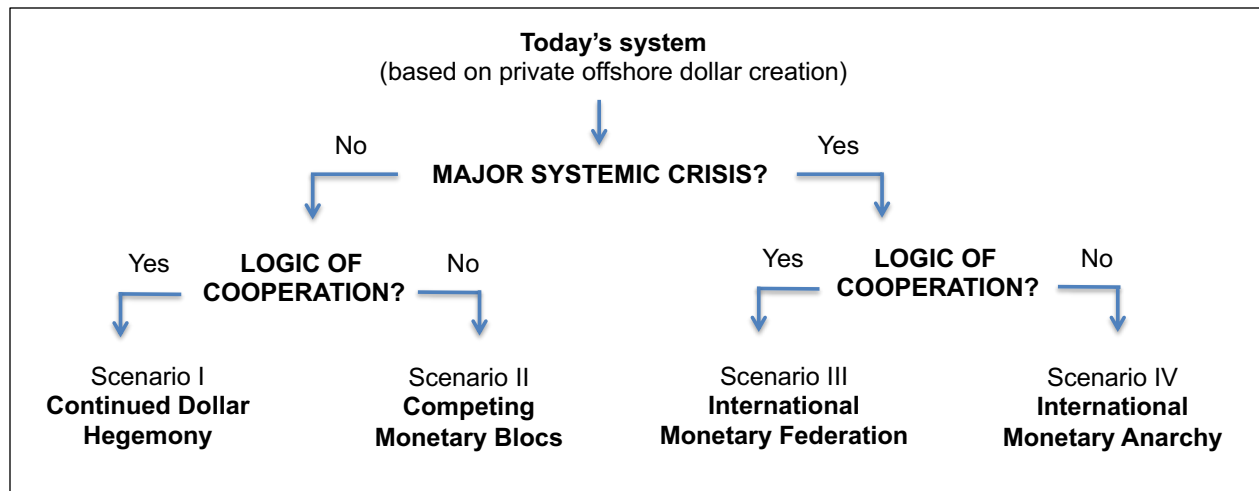 Today’s system
(based on private offshore dollar creation)
No
Yes
MAJOR SYSTEMIC CRISIS?
Yes
LOGIC OF
COOPERATION?
No
Yes
LOGIC OF
COOPERATION?
No
Scenario I
Continued Dollar
Hegemony
Scenario II
Competing
Monetary Blocs
Scenario III
International
Monetary Federation
Scenario IV
International
Monetary Anarchy